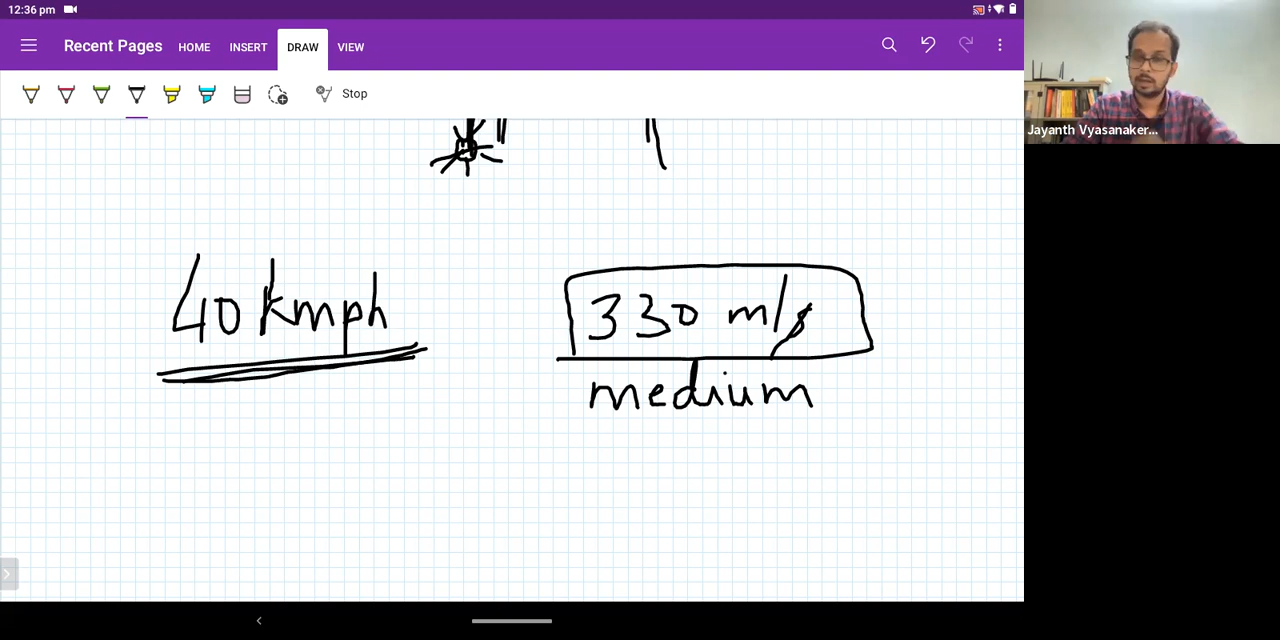 12:36 pm
Recent Pages HOME INSERT DRAW VIEW
Stop
Jayanth Vyasanaker...
40 kmph
330 m/s
medium